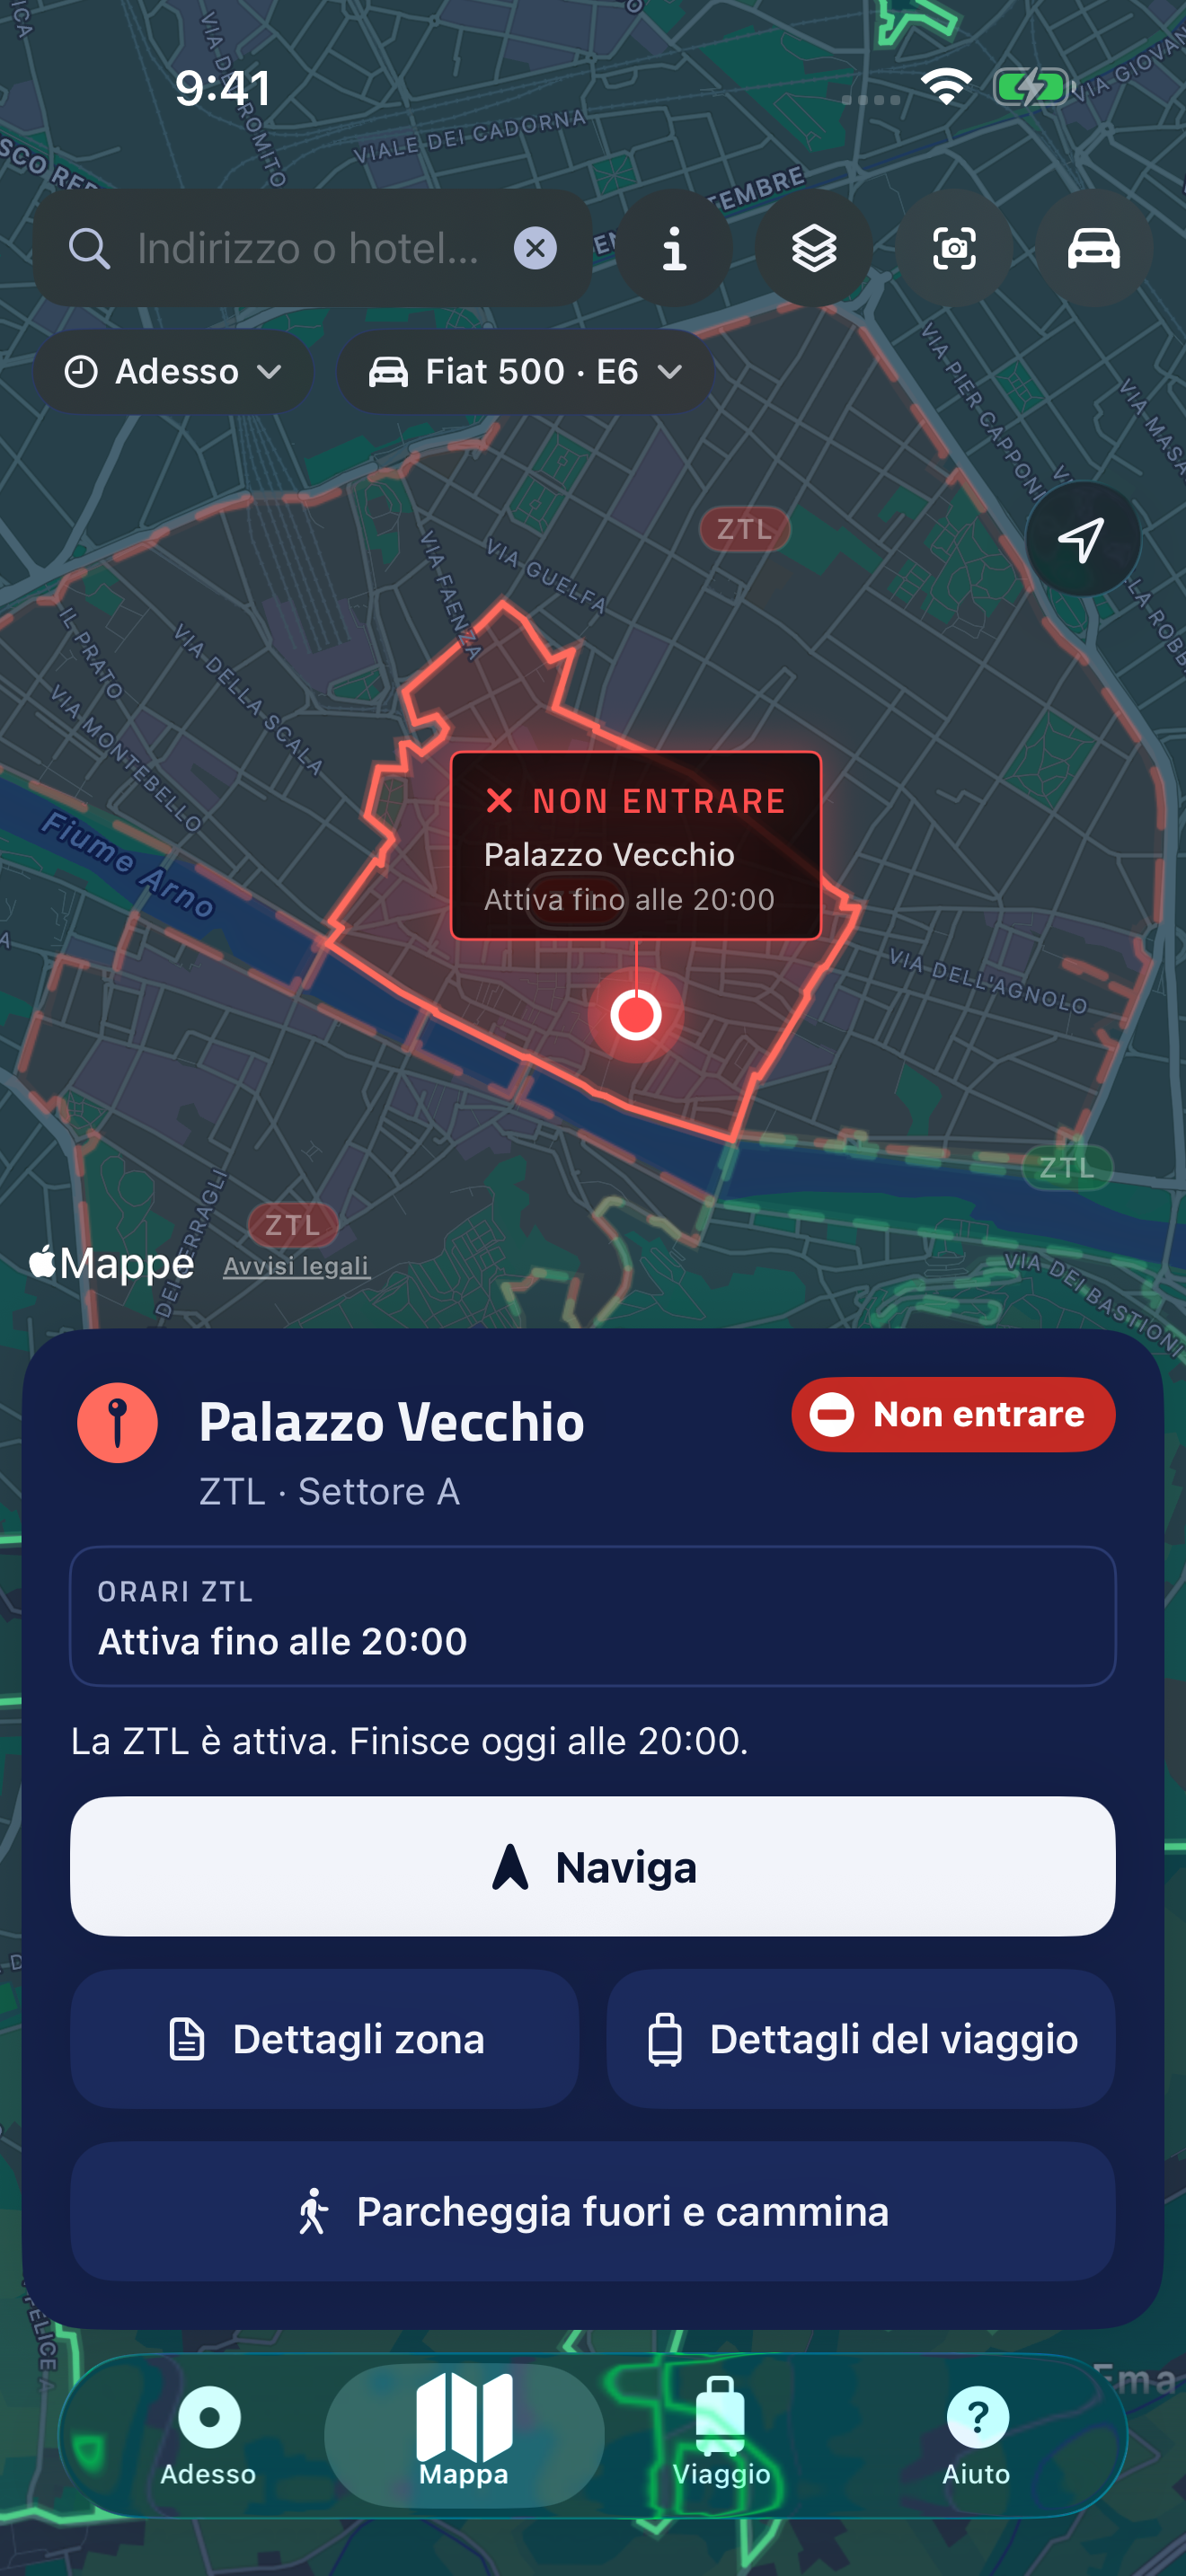 9:41
VIALE DEI CADORNA
Indirizzo o hotel...
Adesso
Fiat 500 · E6
VIA PIER CAPPONI
ZTL
VIA FAENZA
VIA GUELFA
IL PRATO
VIA DELLA SCALA
VIA MONTEBELLO
Fiume Arno
NON ENTRARE
Palazzo Vecchio
Attiva fino alle 20:00
VIA DELL'AGNOLO
ZTL
ZTL
Mappe
Avvisi legali
VIA DEI BASTIONI
Palazzo Vecchio
Non entrare
ZTL · Settore A
ORARI ZTL
Attiva fino alle 20:00
La ZTL è attiva. Finisce oggi alle 20:00.
Naviga
Dettagli zona
Dettagli del viaggio
Parcheggia fuori e cammina
Adesso
Mappa
Viaggio
Aiuto